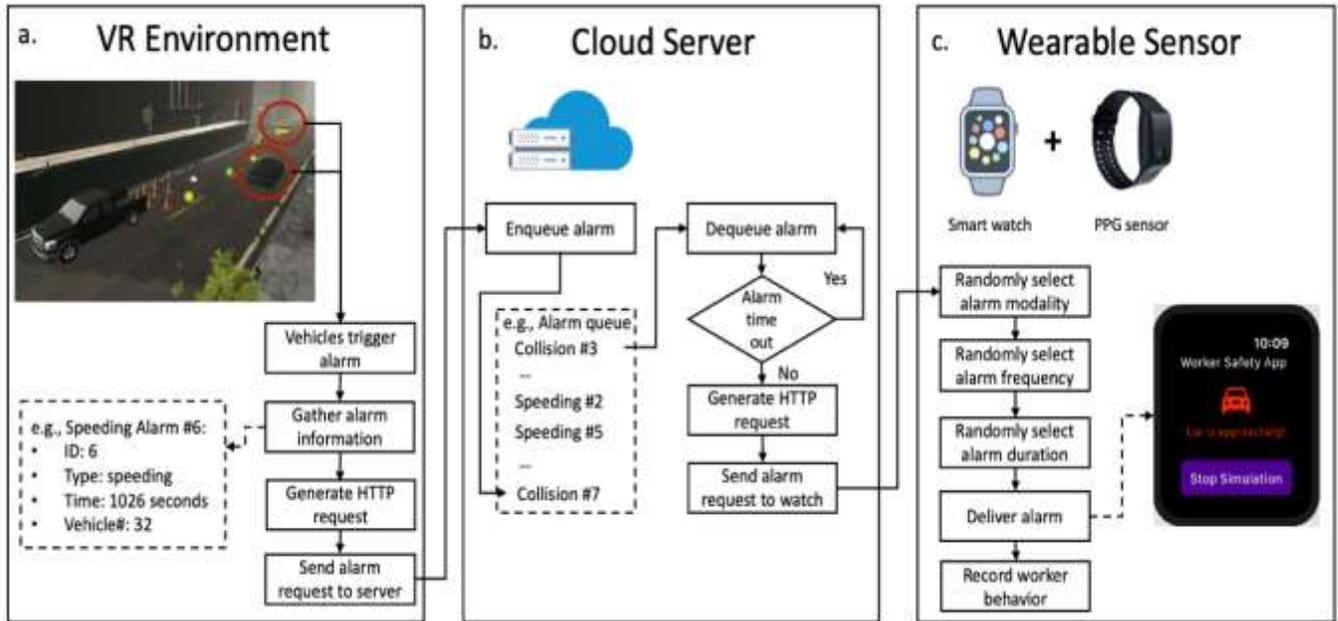 a.
VR Environment
Vehicles trigger
alarm
Gather alarm
information
e.g., Speeding Alarm #6:
• ID: 6
• Type: speeding
• Time: 1026 seconds
• Vehicle#: 32
Generate HTTP
request
Send alarm
request to server
b.
Cloud Server
Enqueue alarm
e.g., Alarm queue
Collision #3
...
Speeding #2
Speeding #5
...
Collision #7
Dequeue alarm
Yes
Alarm
time
out
No
Generate HTTP
request
Send alarm
request to watch
c.
Wearable Sensor
+
Smart watch
PPG sensor
Randomly select
alarm modality
Randomly select
alarm frequency
Randomly select
alarm duration
Deliver alarm
Record worker
behavior
10:09
Worker Safety App
Car is approaching!
Stop Simulation